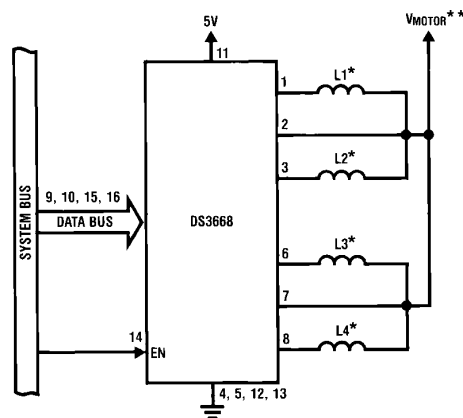 5V
VMOTOR**
11
1
L1*
2
3
L2*
SYSTEM BUS
9, 10, 15, 16
DATA BUS
DS3668
6
L3*
7
14
EN
8
L4*
4, 5, 12, 13